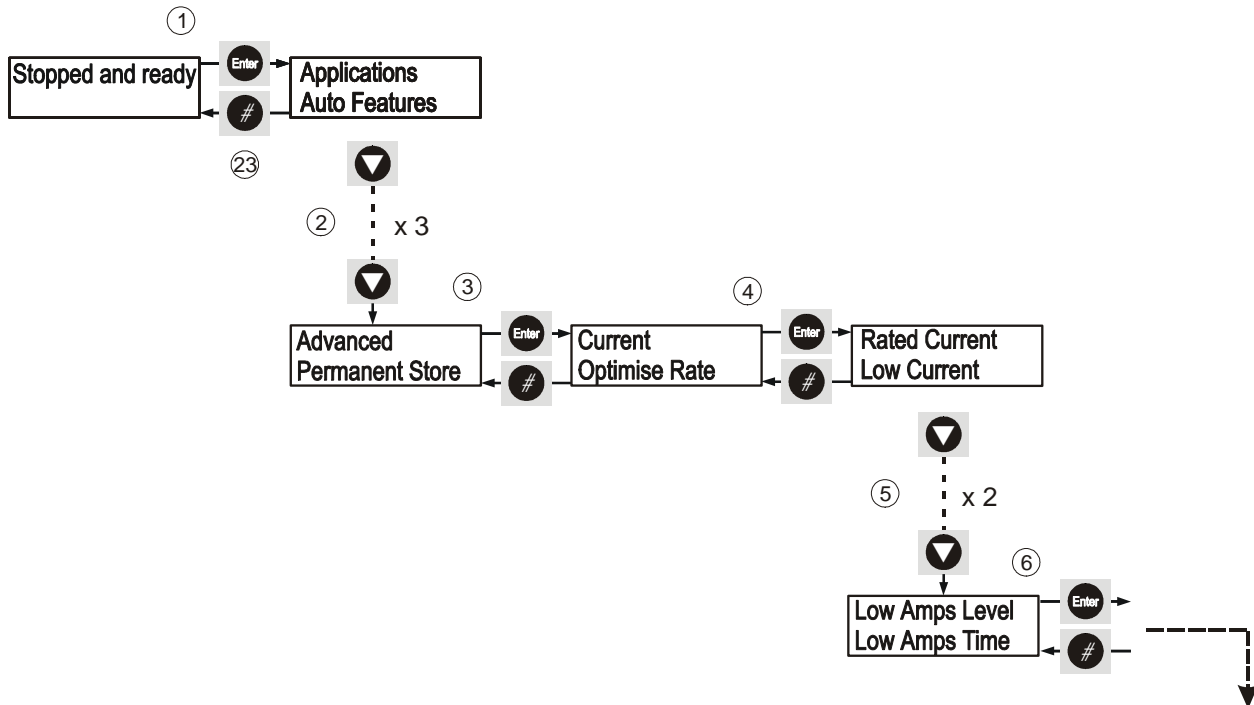 1
Stopped and ready
Enter
Applications
Auto Features
#
23
2
x 3
3
4
Advanced
Permanent Store
Enter
#
Current
Optimise Rate
Enter
#
Rated Current
Low Current
5
x 2
6
Low Amps Level
Low Amps Time
Enter
#